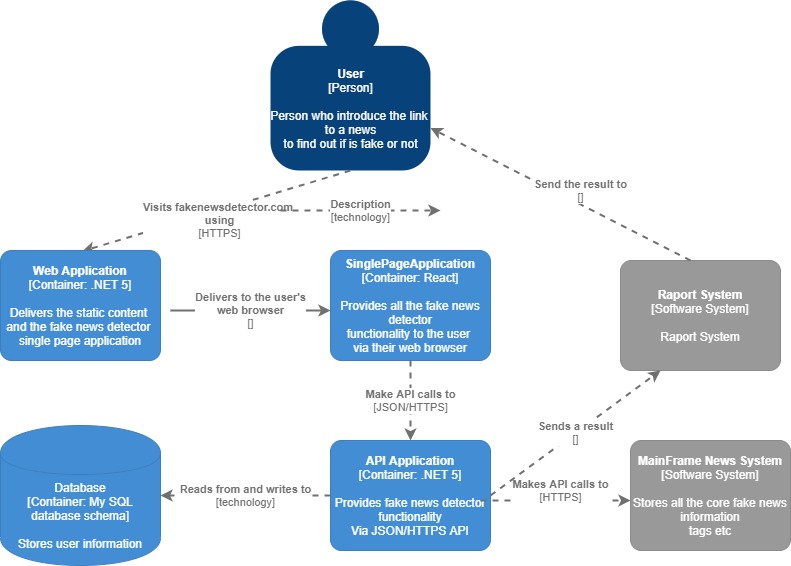 User
[Person]
Person who introduce the link
to a news
to find out if is fake or not
Send the result to
[]
Visits fakenewsdetector.com
using
[HTTPS]
Description
[technology]
Web Application
[Container: .NET 5]
Delivers the static content
and the fake news detector
single page application
Delivers to the user's
web browser
[]
SinglePageApplication
[Container: React]
Provides all the fake news
detector
functionality to the user
via their web browser
Raport System
[Software System]
Raport System
Make API calls to
[JSON/HTTPS]
Sends a result
[]
Database
[Container: My SQL
database schema]
Stores user information
Reads from and writes to
[technology]
API Application
[Container: .NET 5]
Provides fake news detector
functionality
Via JSON/HTTPS API
Makes API calls to
[HTTPS]
MainFrame News System
[Software System]
Stores all the core fake news
information
tags etc